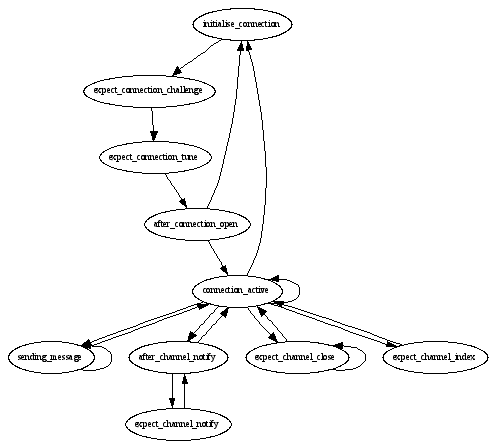 initialise_connection
expect_connection_challenge
expect_connection_tune
after_connection_open
connection_active
sending_message
after_channel_notify
expect_channel_close
expect_channel_index
expect_channel_notify